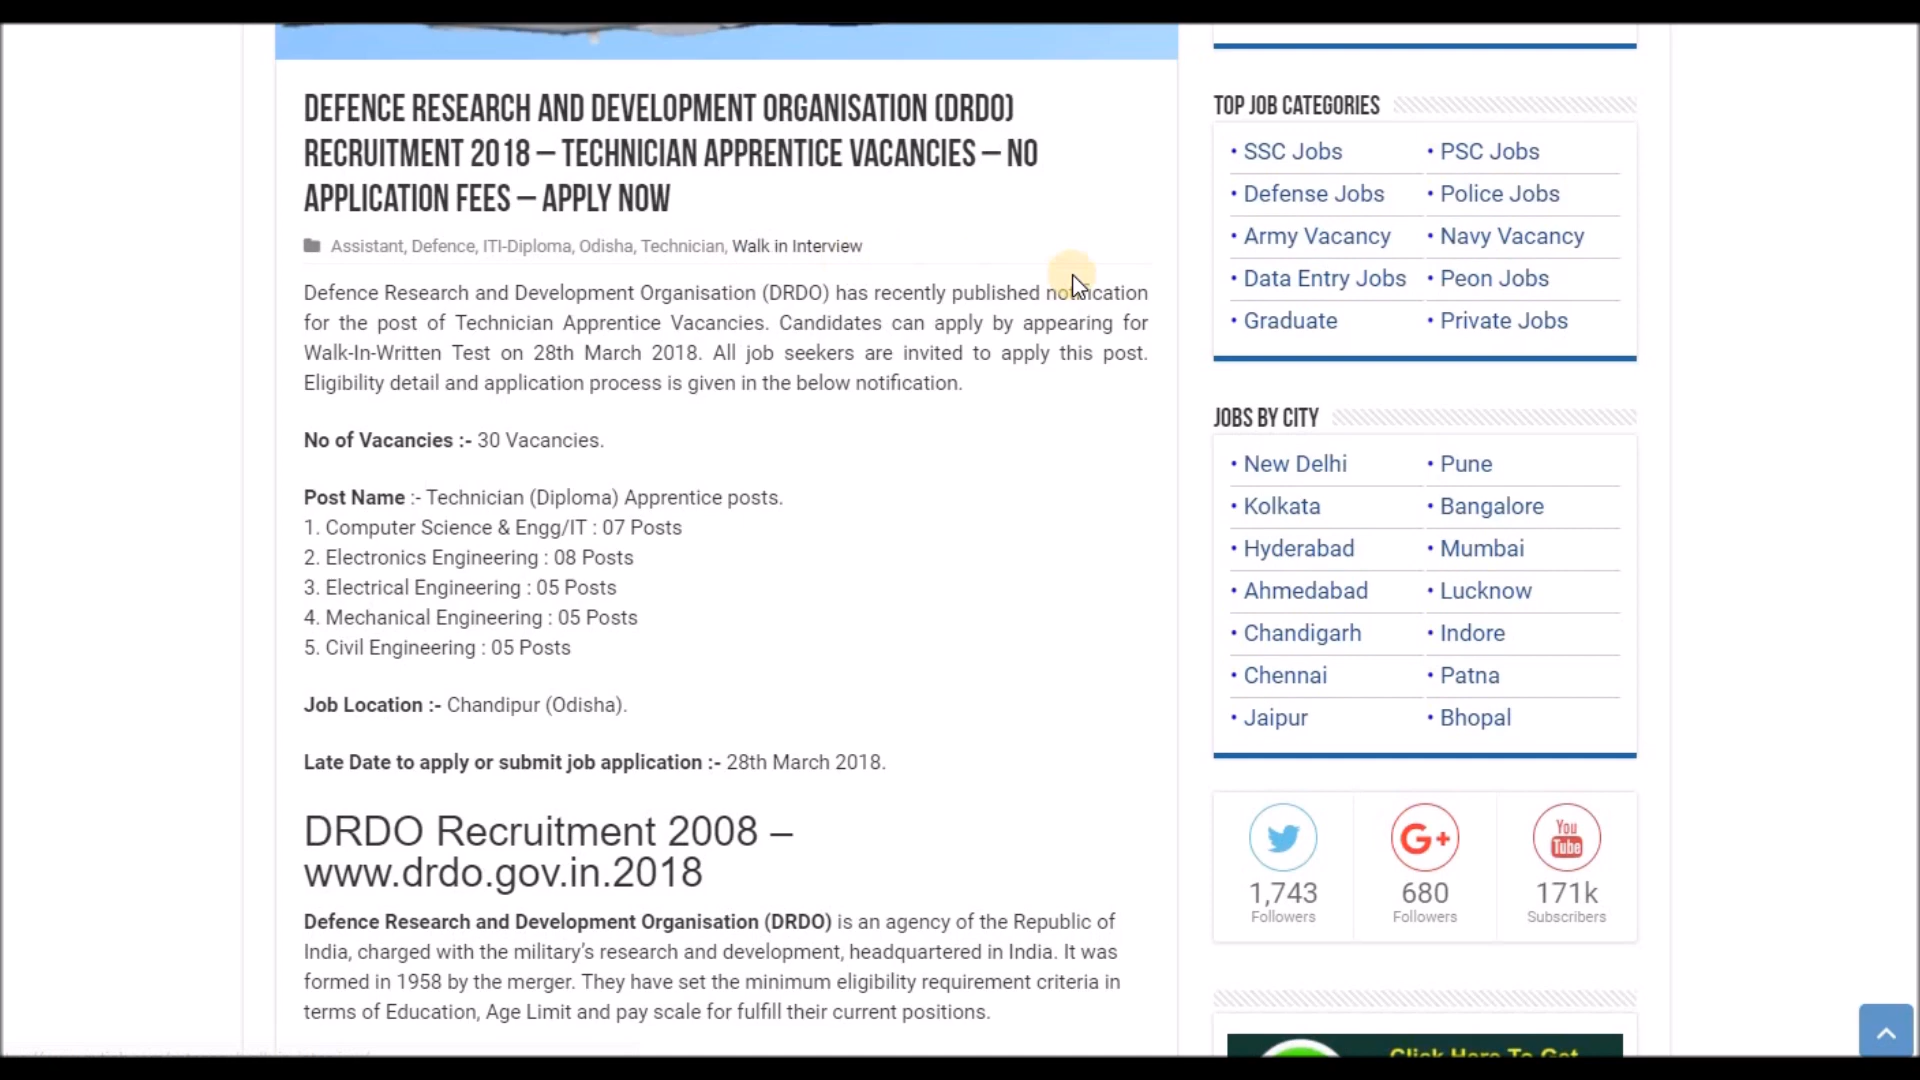 DEFENCE RESEARCH AND DEVELOPMENT ORGANISATION (DRDO)
RECRUITMENT 2018 – TECHNICIAN APPRENTICE VACANCIES – NO
APPLICATION FEES – APPLY NOW
Assistant, Defence, ITI-Diploma, Odisha, Technician, Walk in Interview
Defence Research and Development Organisation (DRDO) has recently published notification
for the post of Technician Apprentice Vacancies. Candidates can apply by appearing for
Walk-In-Written Test on 28th March 2018. All job seekers are invited to apply this post.
Eligibility detail and application process is given in the below notification.
No of Vacancies :- 30 Vacancies.
Post Name :- Technician (Diploma) Apprentice posts.
1. Computer Science & Engg/IT : 07 Posts
2. Electronics Engineering : 08 Posts
3. Electrical Engineering : 05 Posts
4. Mechanical Engineering : 05 Posts
5. Civil Engineering : 05 Posts
Job Location :- Chandipur (Odisha).
Late Date to apply or submit job application :- 28th March 2018.
DRDO Recruitment 2008 –
www.drdo.gov.in.2018
Defence Research and Development Organisation (DRDO) is an agency of the Republic of
India, charged with the military's research and development, headquartered in India. It was
formed in 1958 by the merger. They have set the minimum eligibility requirement criteria in
terms of Education, Age Limit and pay scale for fulfill their current positions.
TOP JOB CATEGORIES
• SSC Jobs • PSC Jobs
• Defense Jobs • Police Jobs
• Army Vacancy • Navy Vacancy
• Data Entry Jobs • Peon Jobs
• Graduate • Private Jobs
JOBS BY CITY
• New Delhi • Pune
• Kolkata • Bangalore
• Hyderabad • Mumbai
• Ahmedabad • Lucknow
• Chandigarh • Indore
• Chennai • Patna
• Jaipur • Bhopal
G+ You Tube
1,743 680 171k
Followers Followers Subscribers
Click Here To Get